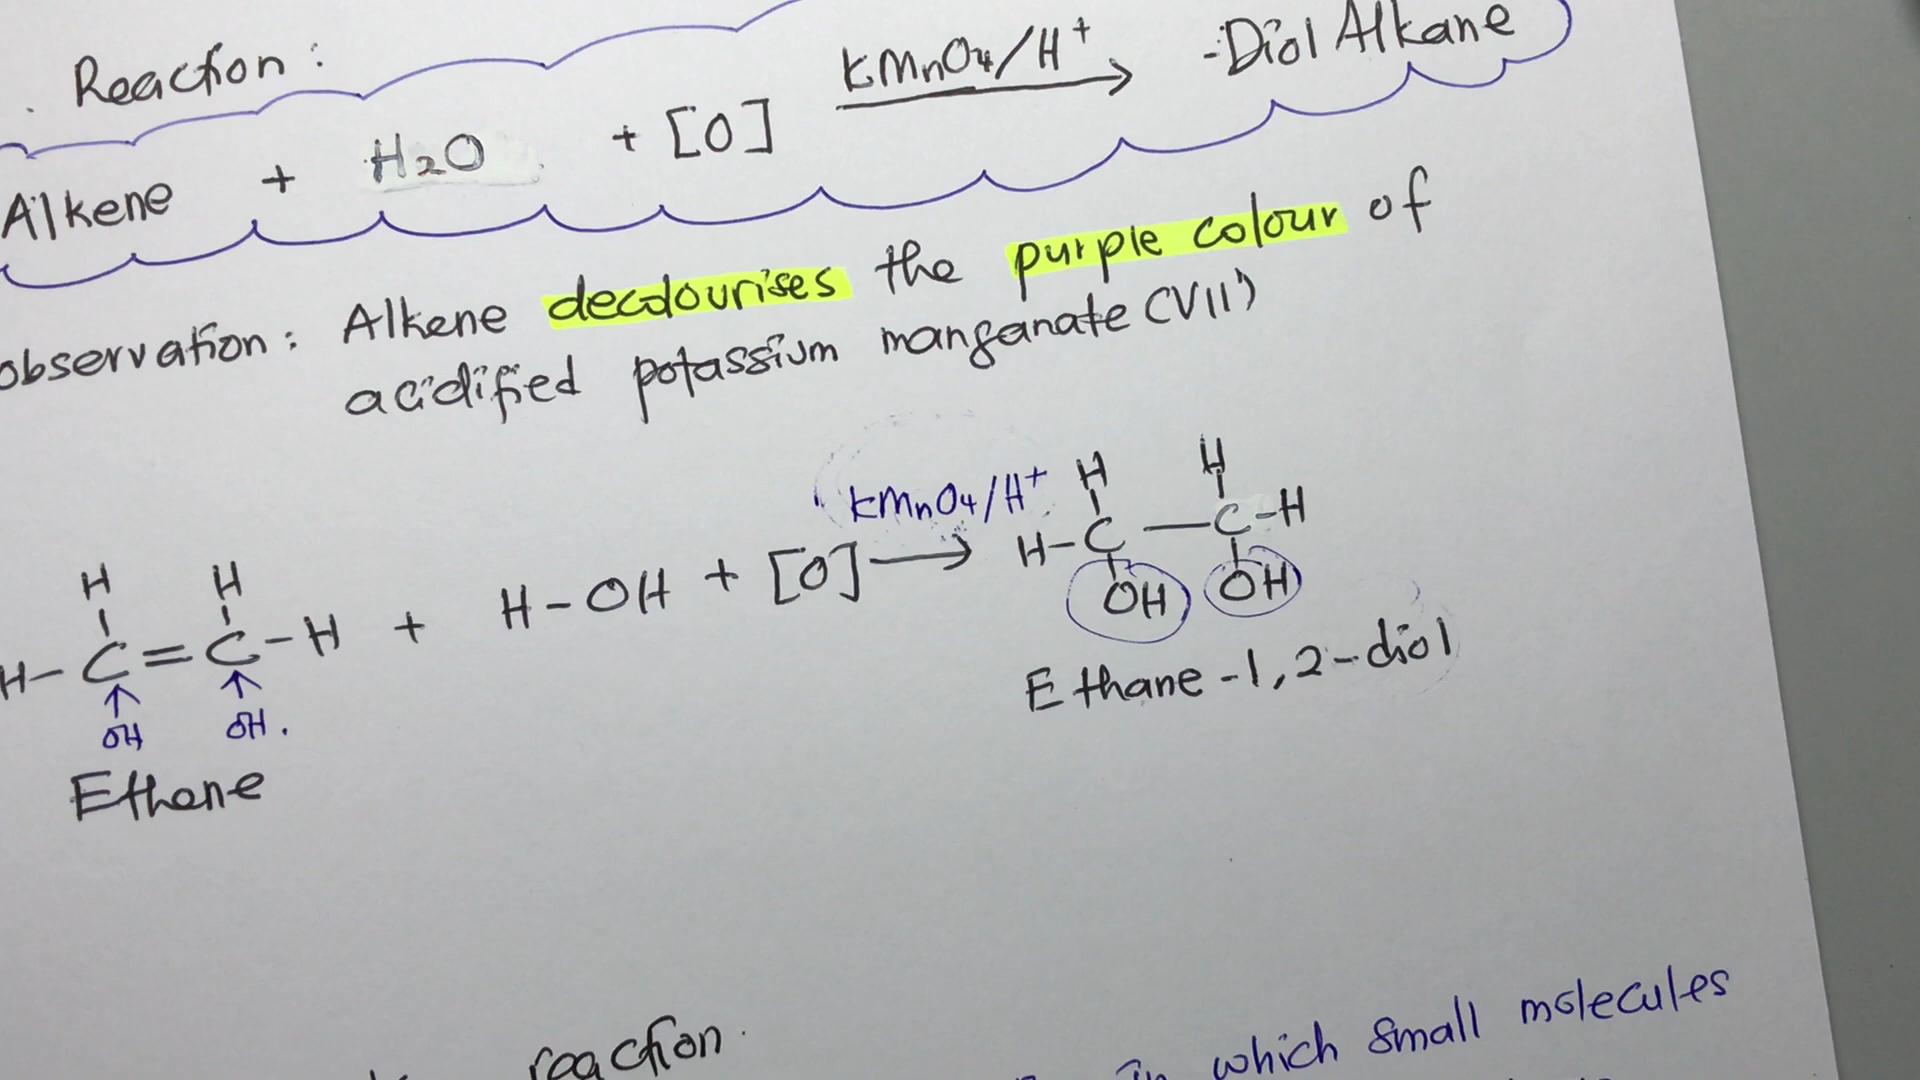 Reaction :
Alkene + H₂O + [O] KMnO₄/H⁺ → -Diol Alkane
observation : Alkene decolourises the purple colour of
acidified potassium manganate (VII)
H H
H-C=C-H + H-OH + [O] KMnO₄/H⁺ →
↑ ↑
OH OH.
Ethene
H H
H-C—C-H
OH OH
Ethane-1,2-diol
reaction.
in which small molecules